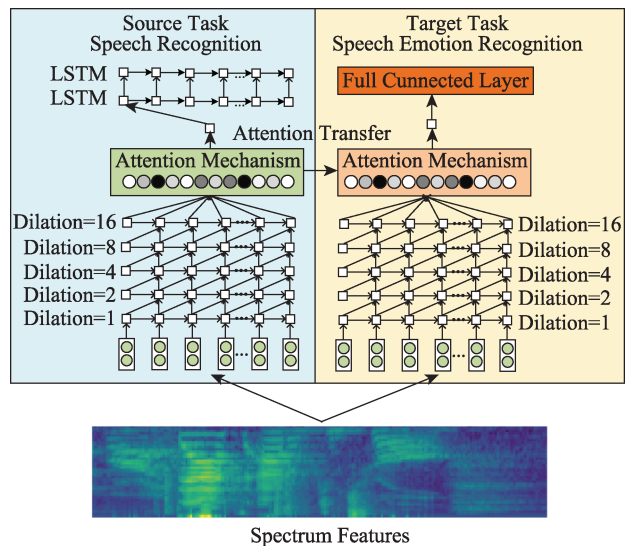 Source Task
Speech Recognition
Target Task
Speech Emotion Recognition
LSTM
LSTM
Full Cunnected Layer
Attention Transfer
Attention Mechanism
Attention Mechanism
Dilation=16
Dilation=8
Dilation=4
Dilation=2
Dilation=1
Dilation=16
Dilation=8
Dilation=4
Dilation=2
Dilation=1
Spectrum Features